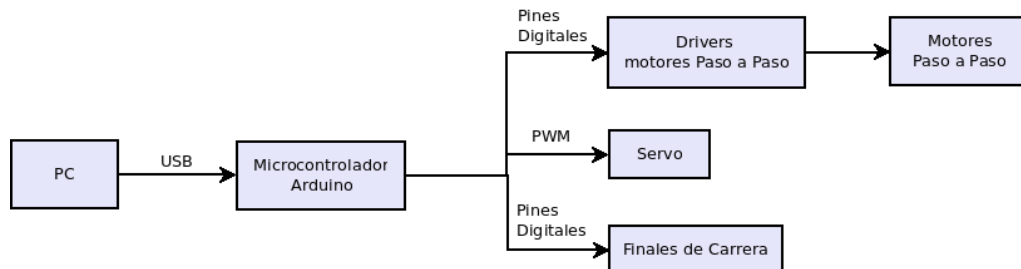 Pines
Digitales
Drivers
motores Paso a Paso
Motores
Paso a Paso
PC
USB
Microcontrolador
Arduino
PWM
Servo
Pines
Digitales
Finales de Carrera